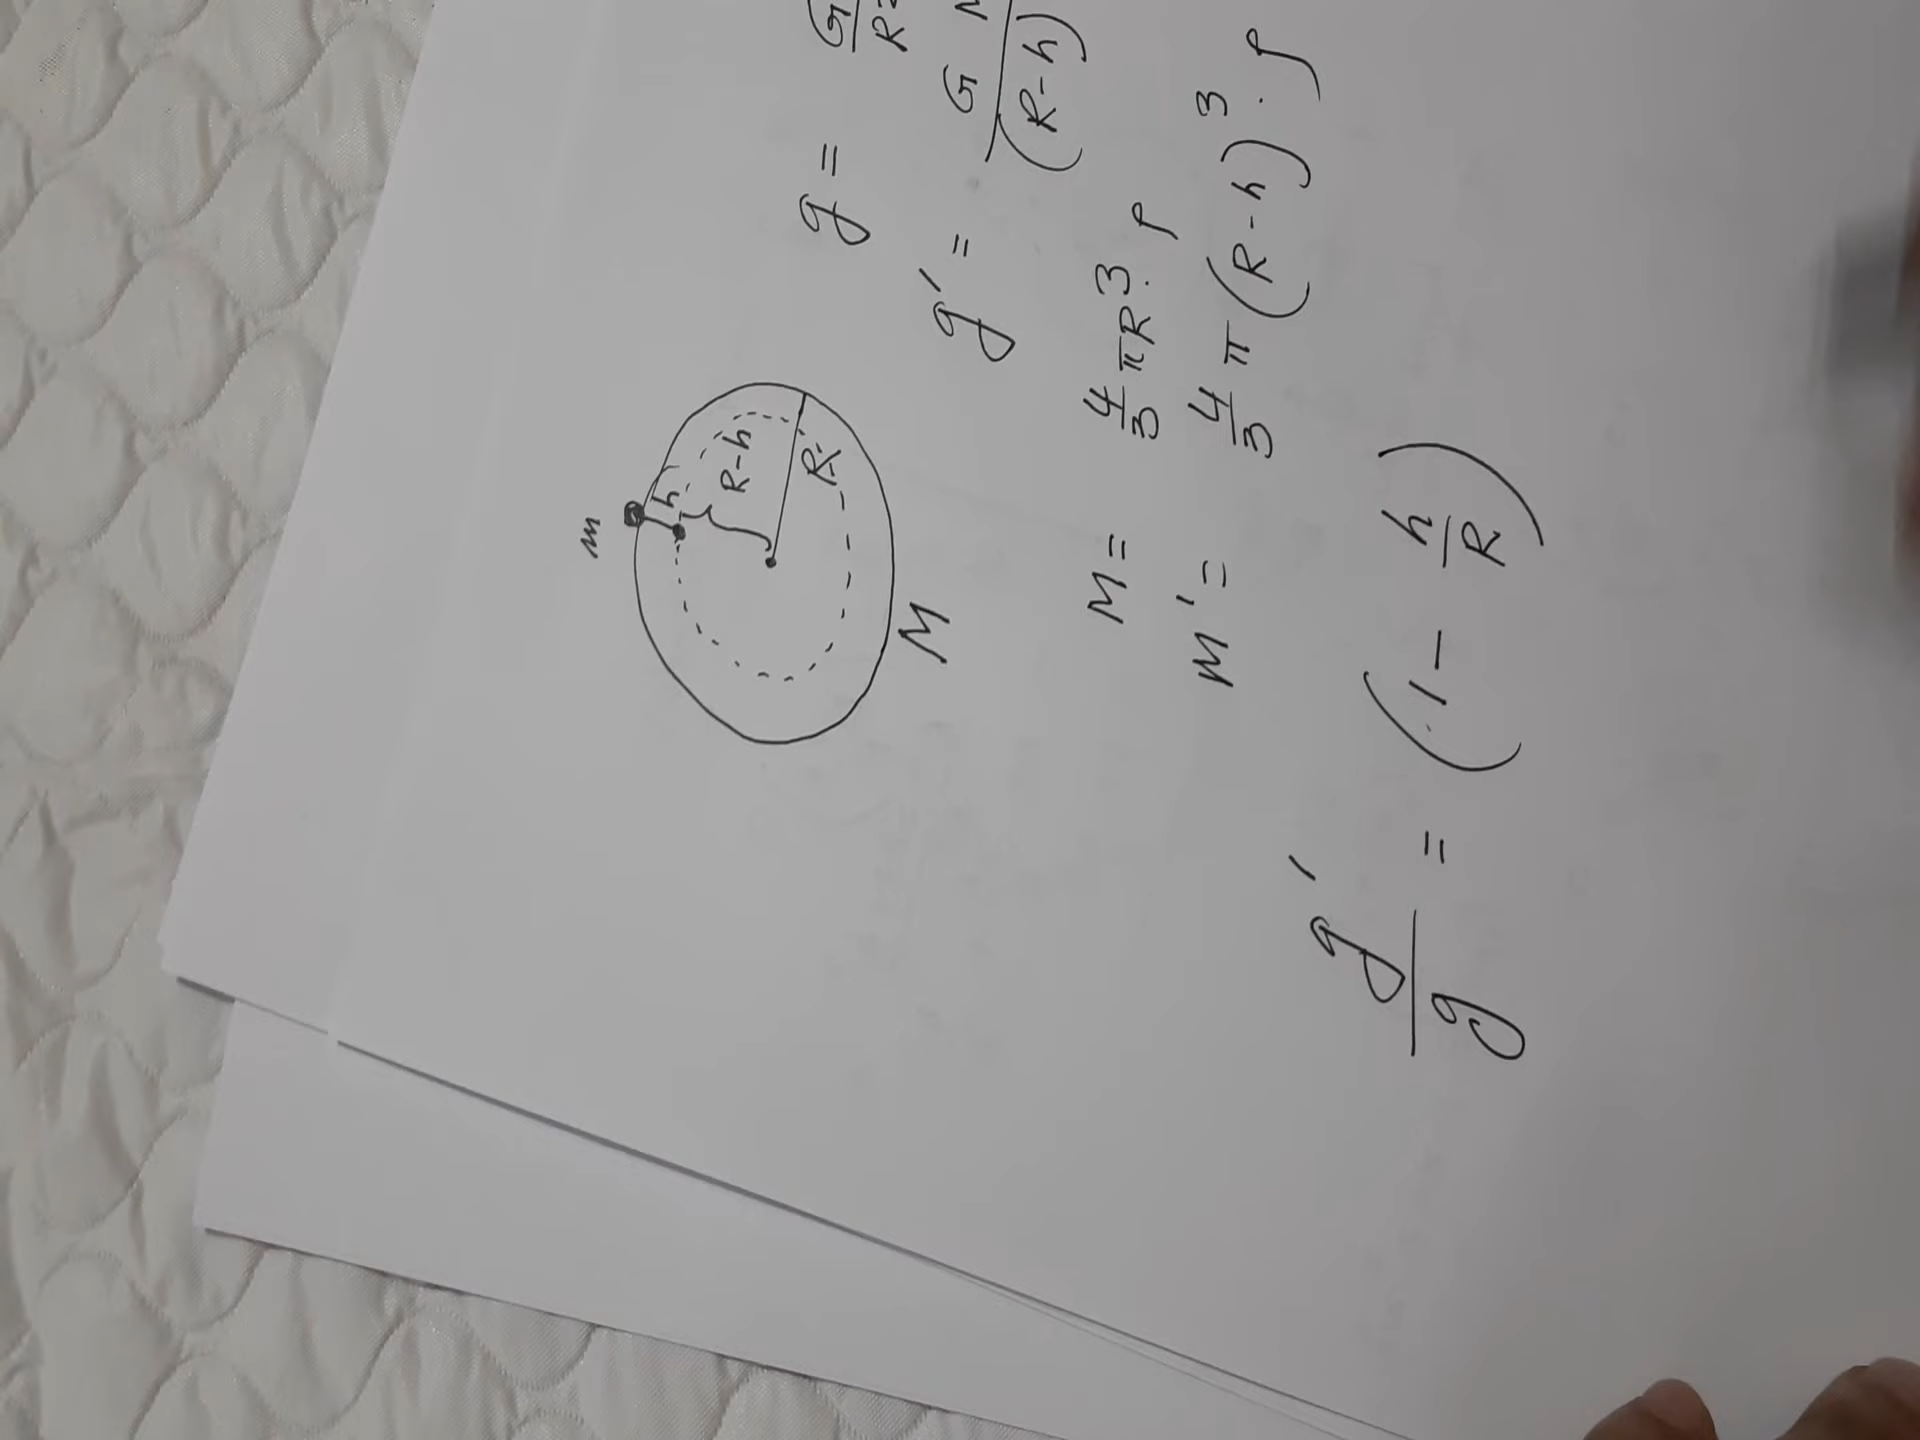 m
h
R-h
R
M
g = G/R²
g' = G M/(R-h)
M = 4/3 πR³. ρ
M' = 4/3 π (R-h)³. ρ
g'/g = (1 - h/R)